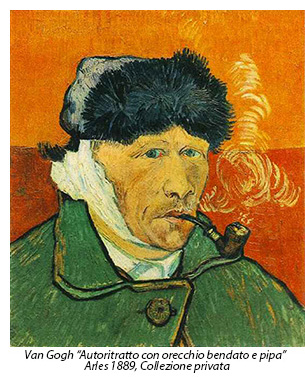 Van Gogh “Autoritratto con orecchio bendato e pipa”
Arles 1889, Collezione privata